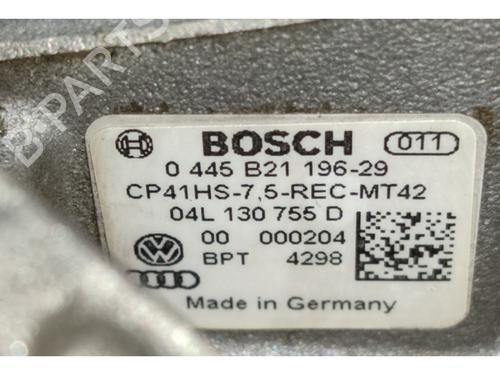 B-PARTS
BOSCH 011
0 445 B21 196-29
CP41HS-7,5-REC-MT42
04L 130 755 D
00 000204
BPT 4298
Made in Germany